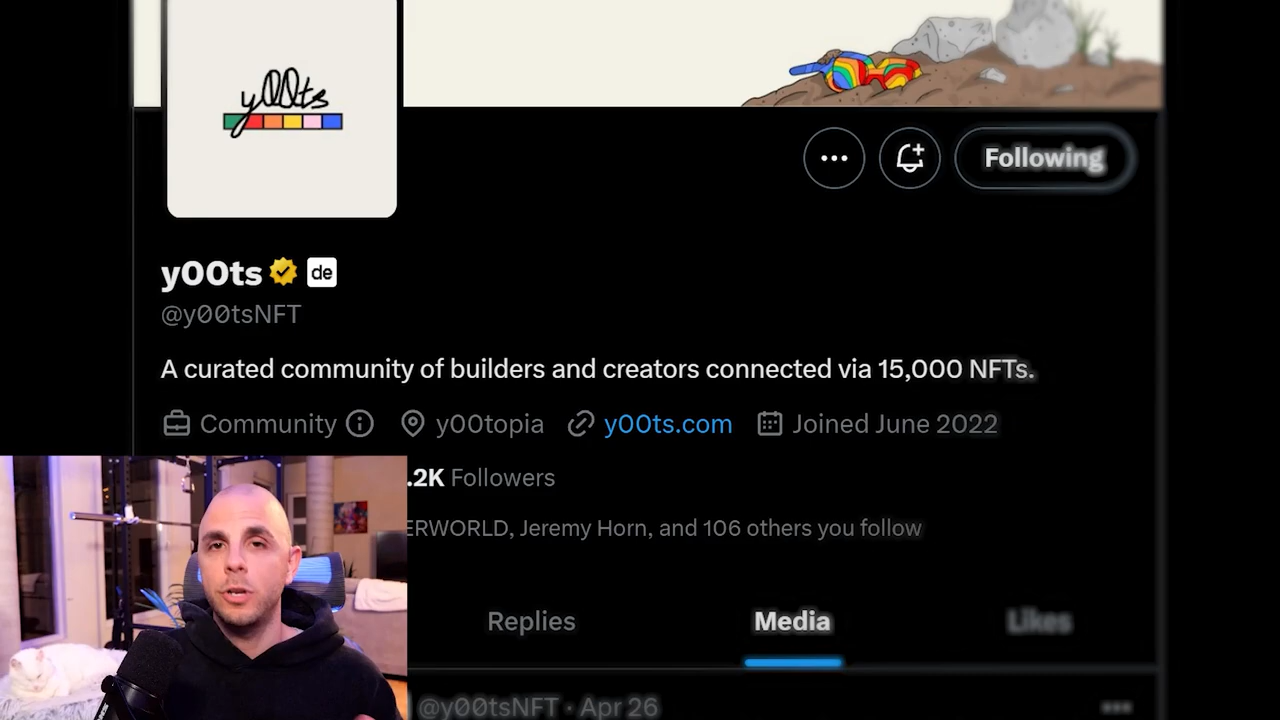 y00ts
Following
y00ts de
@y00tsNFT
A curated community of builders and creators connected via 15,000 NFTs.
Community y00topia y00ts.com Joined June 2022
.2K Followers
ERWORLD, Jeremy Horn, and 106 others you follow
Replies Media Likes
@y00tsNFT · Apr 26